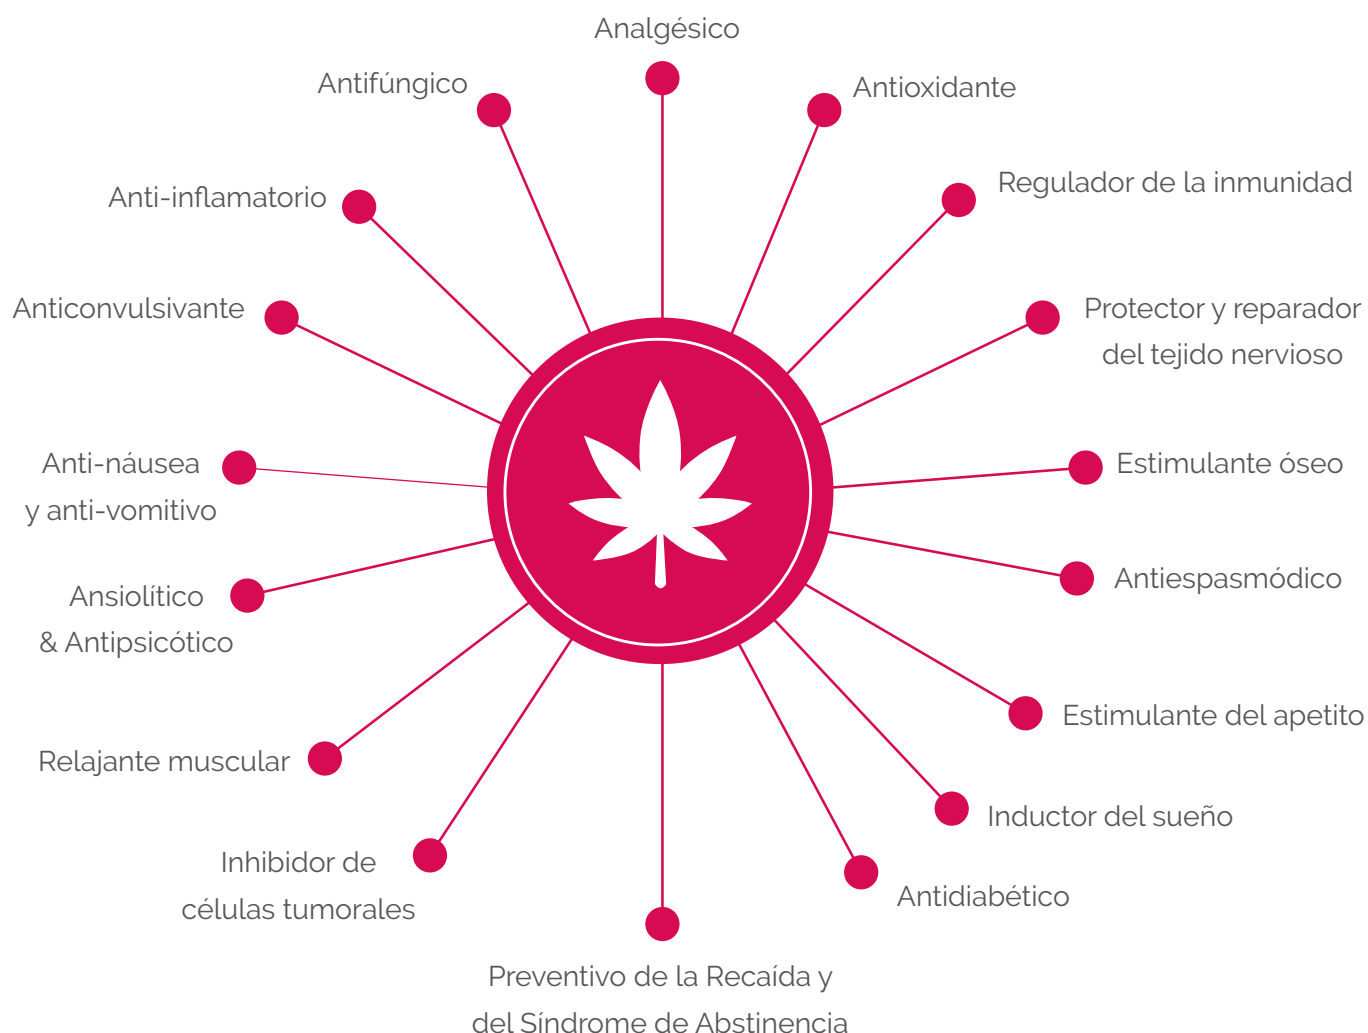 Analgésico
Antioxidante
Regulador de la inmunidad
Protector y reparador
del tejido nervioso
Estimulante óseo
Antiespasmódico
Estimulante del apetito
Inductor del sueño
Antidiabético
Preventivo de la Recaída y
del Síndrome de Abstinencia
Inhibidor de
células tumorales
Relajante muscular
Ansiolítico
& Antipsicótico
Anti-náusea
y anti-vomitivo
Anticonvulsivante
Anti-inflamatorio
Antifúngico